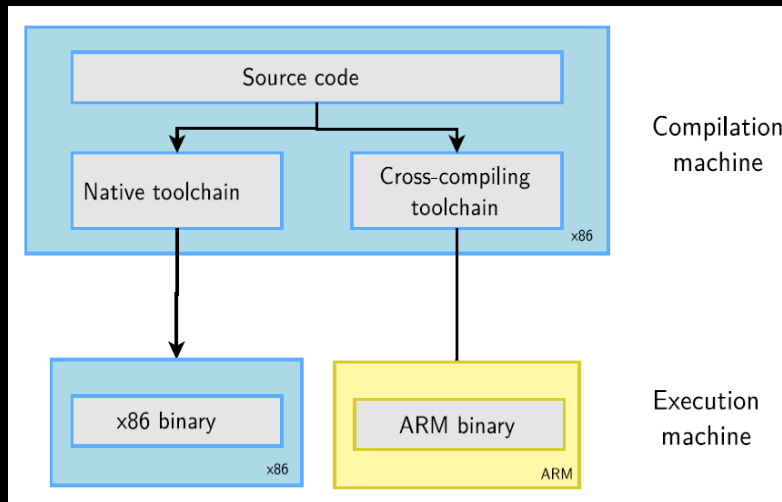 Source code
Compilation
machine
Native toolchain
Cross-compiling
toolchain
x86
x86 binary
x86
ARM binary
ARM
Execution
machine